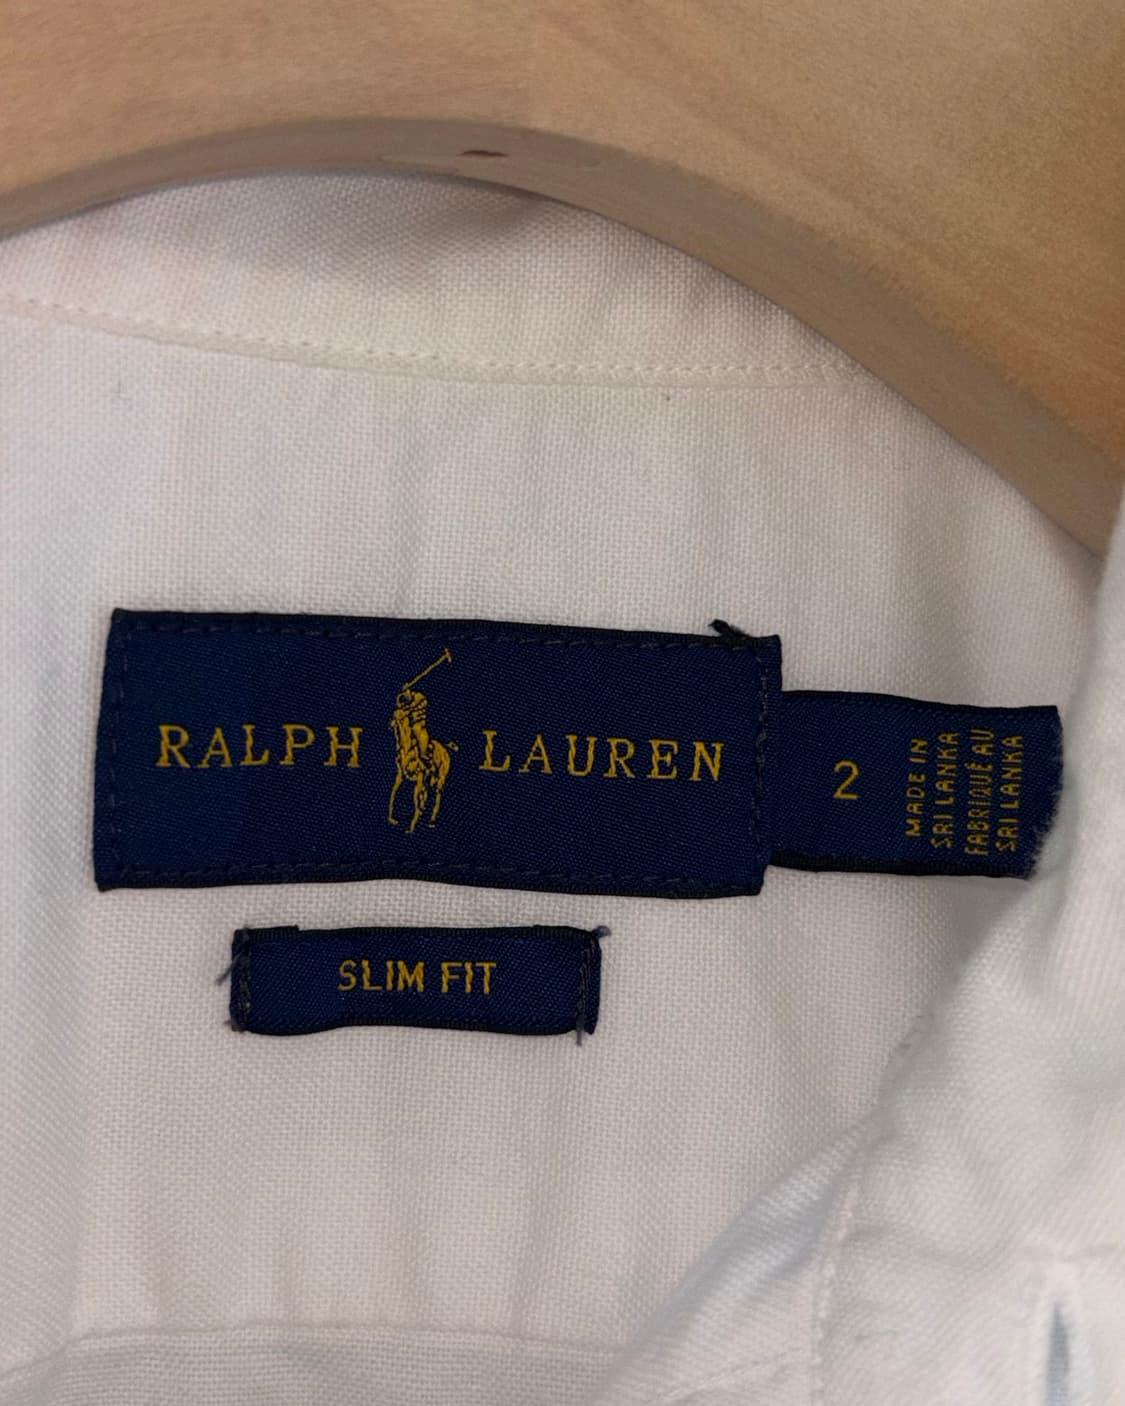 RALPH LAUREN
2
MADE IN
SRI LANKA
FABRIQUÉ AU
SRI LANKA
SLIM FIT